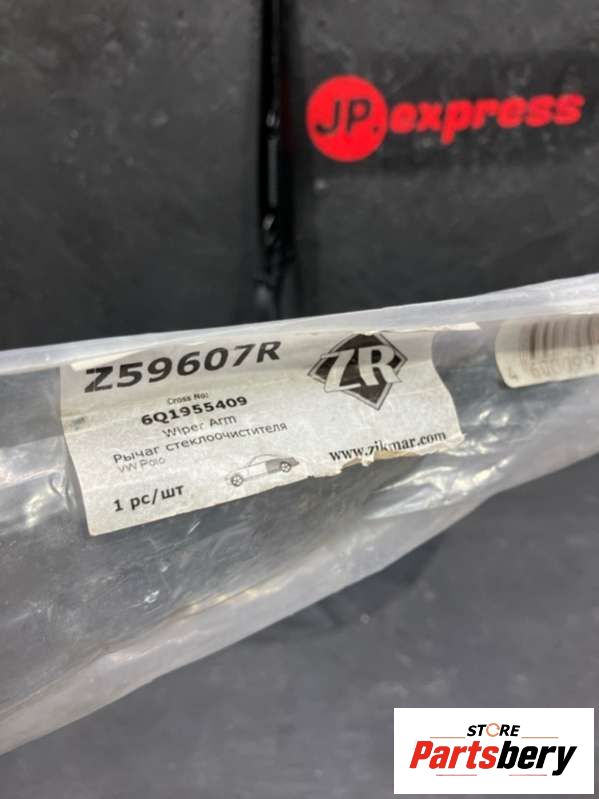 JP.express
Z59607R
ZR
Cross No:
6Q1955409
Wiper Arm
Рычаг стеклоочистителя
VW Polo
1 pc/шт
www.zikmar.com
STORE
Partsbery